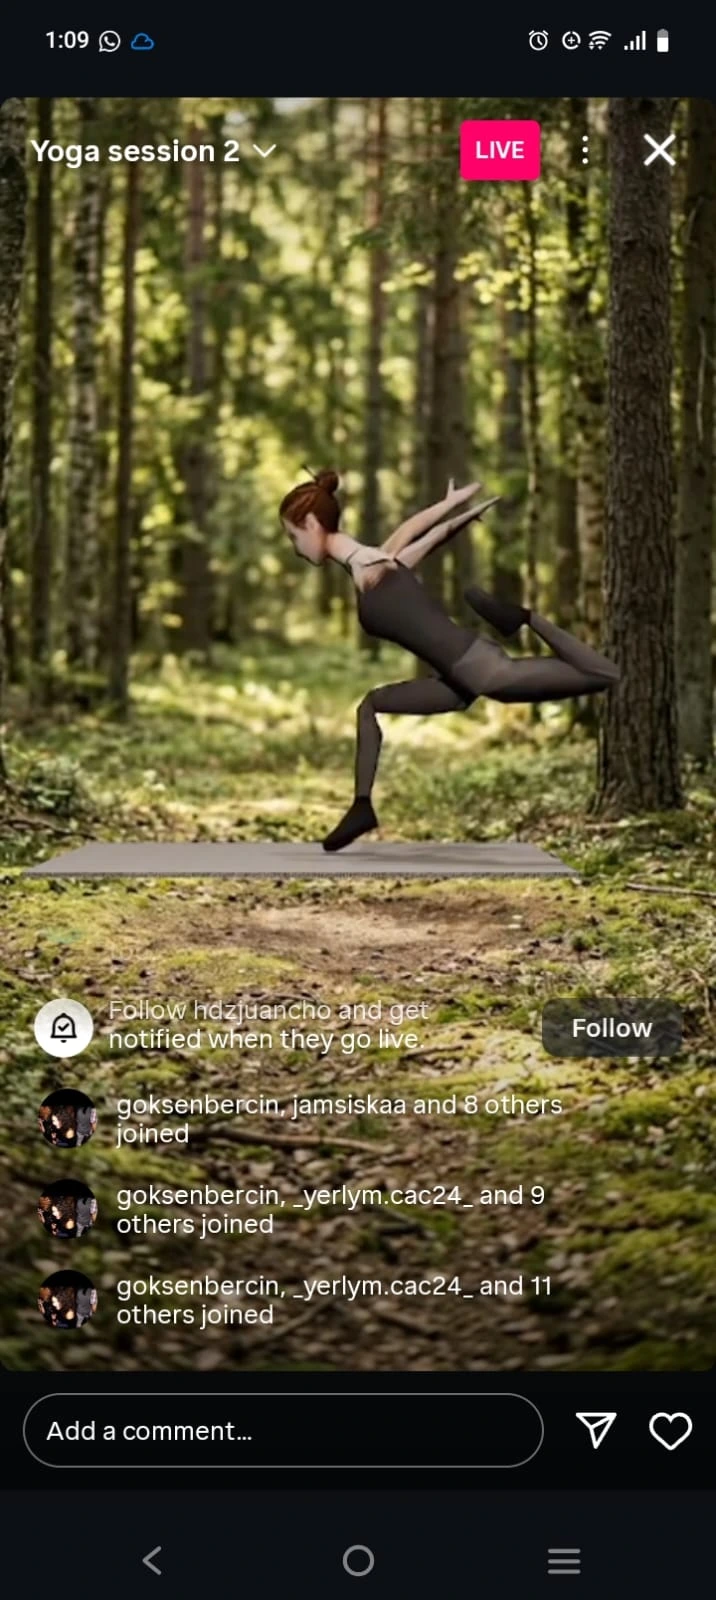 1:09
Yoga session 2
LIVE
Follow hdzjuancho and get
notified when they go live.
Follow
goksenbercin, jamsiskaa and 8 others
joined
goksenbercin, _yerlym.cac24_ and 9
others joined
goksenbercin, _yerlym.cac24_ and 11
others joined
Add a comment...